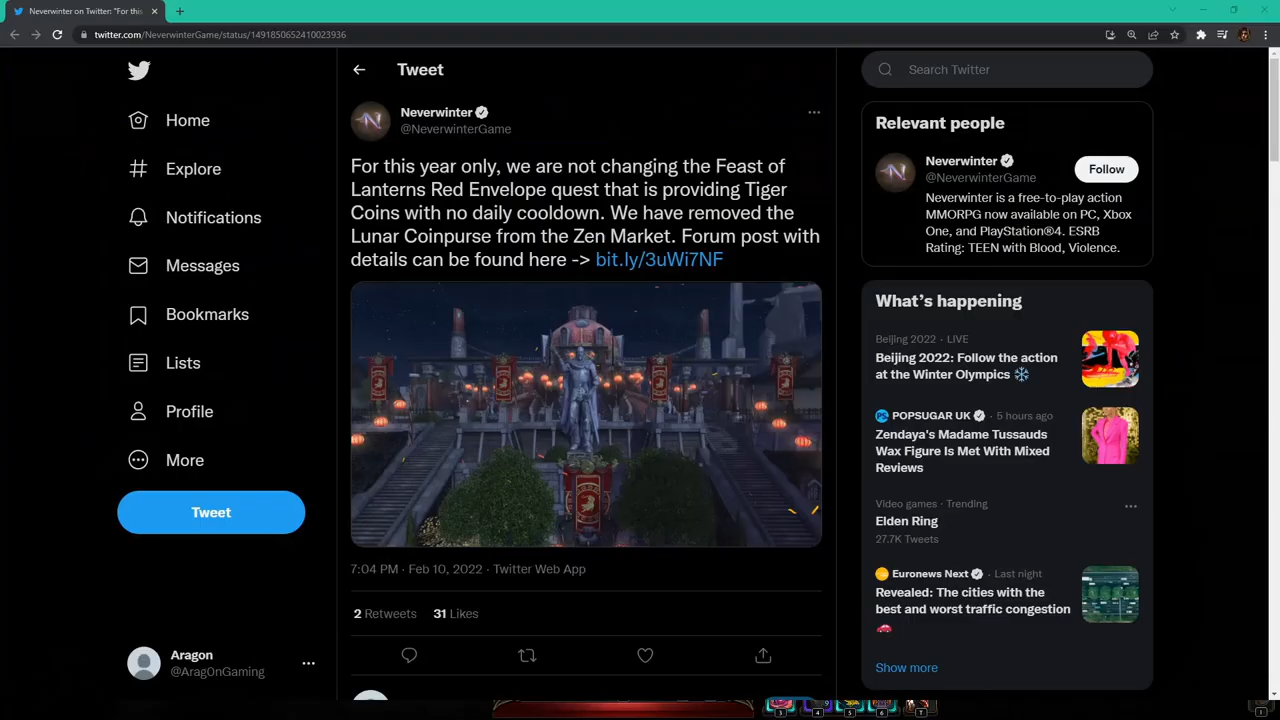 Neverwinter on Twitter: "For this
twitter.com/NeverwinterGame/status/1491850652410023936
Home
Explore
Notifications
Messages
Bookmarks
Lists
Profile
More
Tweet
Aragon
@Arag0nGaming
Tweet
Neverwinter
@NeverwinterGame
For this year only, we are not changing the Feast of
Lanterns Red Envelope quest that is providing Tiger
Coins with no daily cooldown. We have removed the
Lunar Coinpurse from the Zen Market. Forum post with
details can be found here -> bit.ly/3uWi7NF
7:04 PM · Feb 10, 2022 · Twitter Web App
2 Retweets 31 Likes
Search Twitter
Relevant people
Neverwinter
@NeverwinterGame
Follow
Neverwinter is a free-to-play action
MMORPG now available on PC, Xbox
One, and PlayStation®4. ESRB
Rating: TEEN with Blood, Violence.
What's happening
Beijing 2022 · LIVE
Beijing 2022: Follow the action
at the Winter Olympics
POPSUGAR UK · 5 hours ago
Zendaya's Madame Tussauds
Wax Figure Is Met With Mixed
Reviews
Video games · Trending
Elden Ring
27.7K Tweets
Euronews Next · Last night
Revealed: The cities with the
best and worst traffic congestion
Show more
3 4 5 6 T